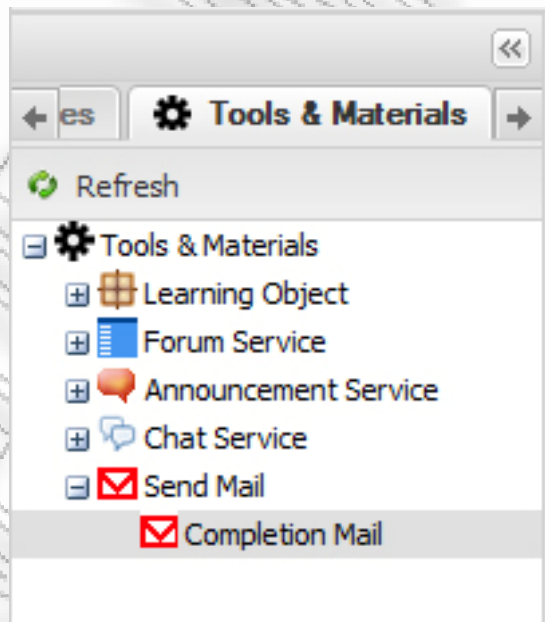 es Tools & Materials
Refresh
Tools & Materials
Learning Object
Forum Service
Announcement Service
Chat Service
Send Mail
Completion Mail